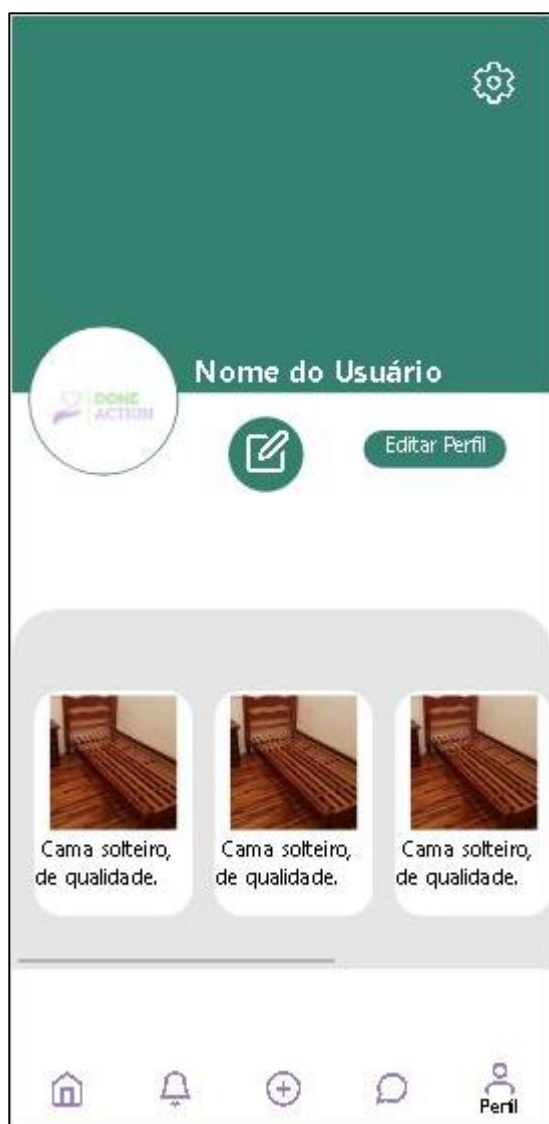 Nome do Usuário
DONE
ACTION
Editar Perfil
Cama solteiro,
de qualidade.
Cama solteiro,
de qualidade.
Cama solteiro,
de qualidade.
Perfil